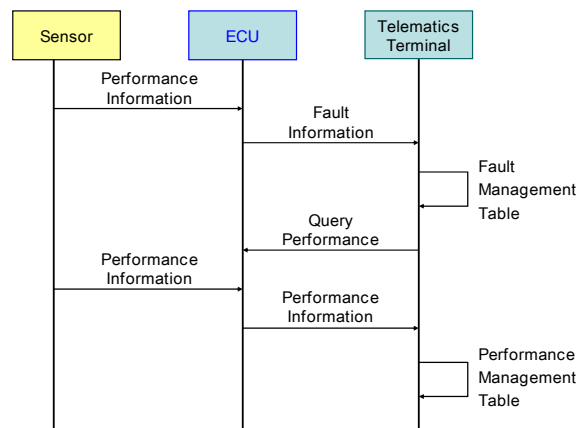 Sensor
ECU
Telematics
Terminal
Performance
Information
Fault
Information
Fault
Management
Table
Query
Performance
Performance
Information
Performance
Information
Performance
Management
Table